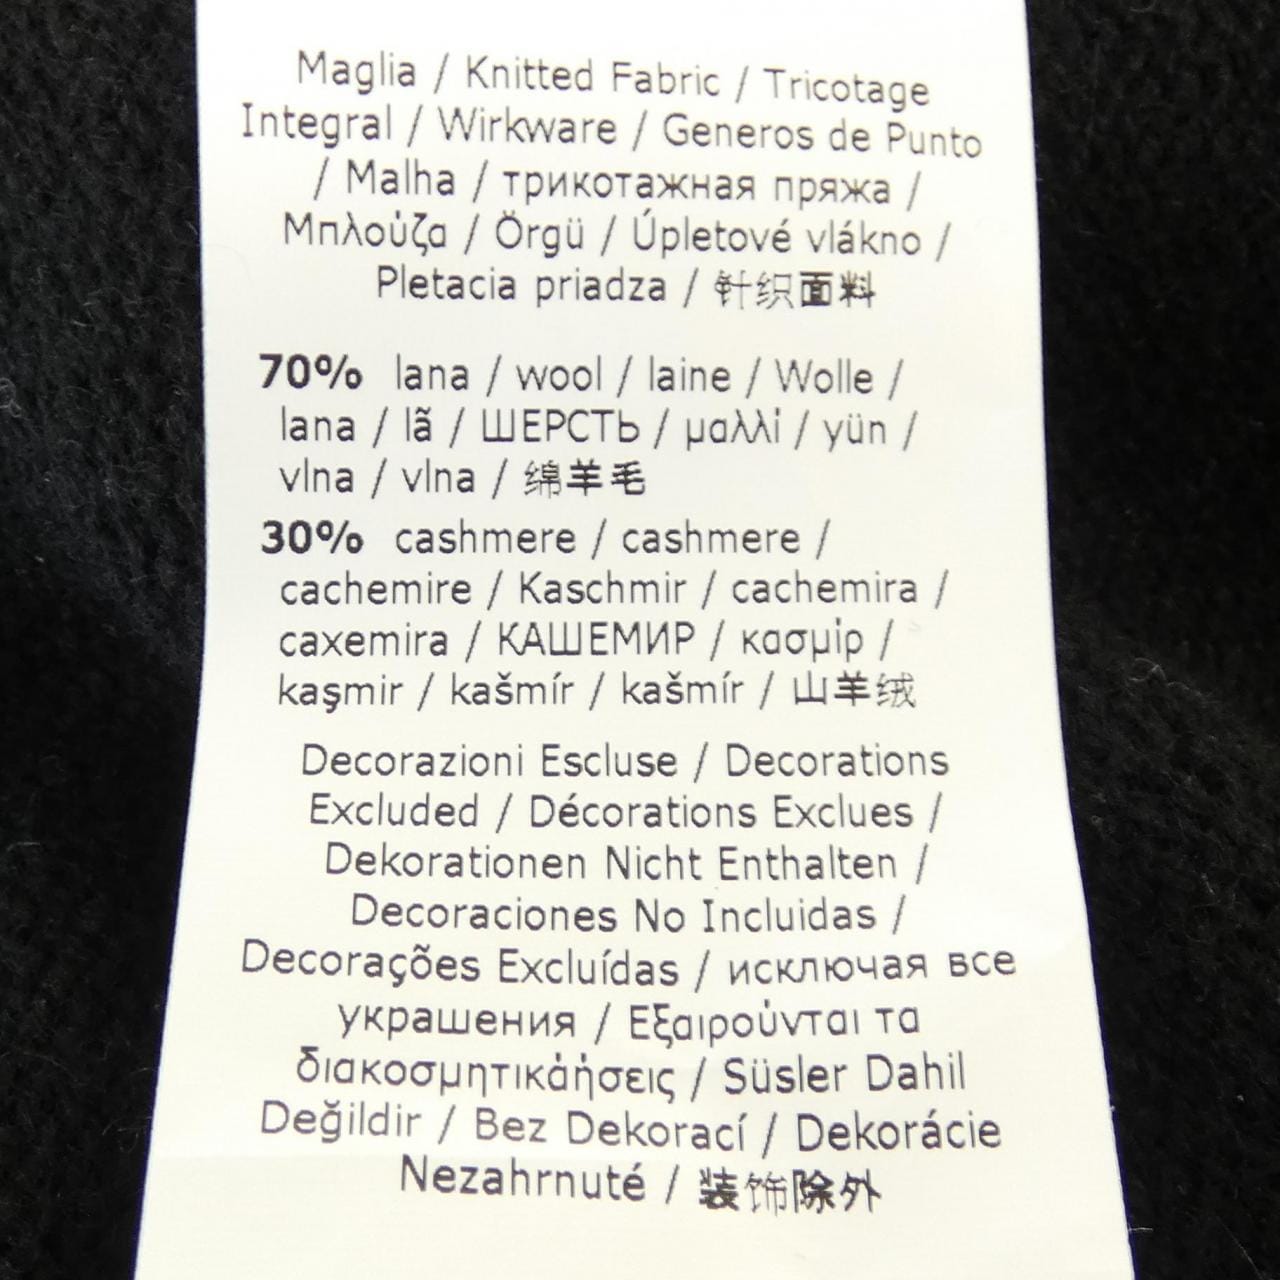 Maglia / Knitted Fabric / Tricotage
Integral / Wirkware / Generos de Punto
/ Malha / трикотажная пряжа /
Μπλούζα / Örgü / Úpletové vlákno /
Pletacia priadza / 针织面料
70% lana / wool / laine / Wolle /
lana / lã / ШЕРСТЬ / μαλλί / yün /
vlna / vlna / 绵羊毛
30% cashmere / cashmere /
cachemire / Kaschmir / cachemira /
caxemira / КАШЕМИР / κασμίρ /
kaşmir / kašmír / kašmír / 山羊绒
Decorazioni Escluse / Decorations
Excluded / Décorations Exclues /
Dekorationen Nicht Enthalten /
Decoraciones No Incluidas /
Decorações Excluídas / исключая все
украшения / Εξαιρούνται τα
διακοσμητικάήσεις / Süsler Dahil
Değildir / Bez Dekorací / Dekorácie
Nezahrnuté / 装饰除外